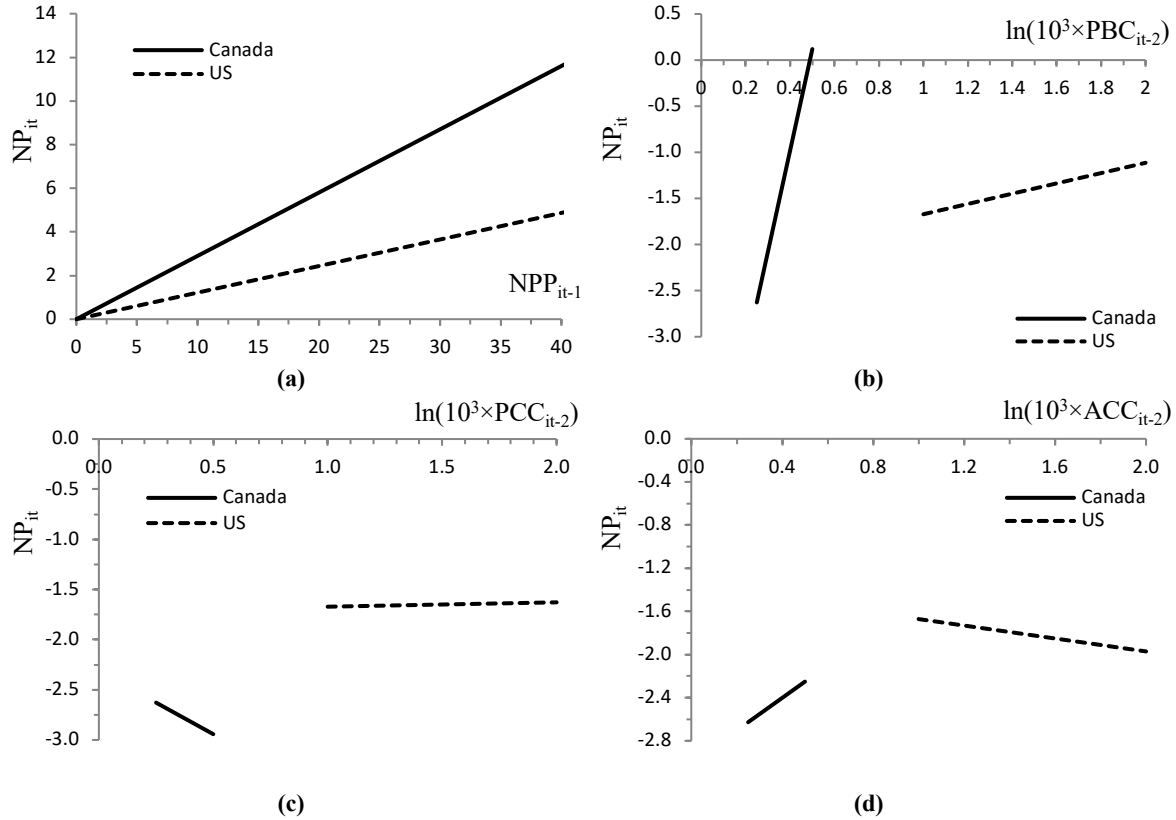 14
12
10
8
6
4
2
0
NP_it
Canada
US
NPP_it-1
0 5 10 15 20 25 30 35 40
(a)
ln(10³×PBC_it-2)
0.5
0.0
-0.5
-1.0
-1.5
-2.0
-2.5
-3.0
NP_it
0 0.2 0.4 0.6 0.8 1 1.2 1.4 1.6 1.8 2
Canada
US
(b)
ln(10³×PCC_it-2)
0.0
-0.5
-1.0
-1.5
-2.0
-2.5
-3.0
NP_it
0.0 0.5 1.0 1.5 2.0
Canada
US
(c)
ln(10³×ACC_it-2)
0.0
-0.4
-0.8
-1.2
-1.6
-2.0
-2.4
-2.8
NP_it
0.0 0.4 0.8 1.2 1.6 2.0
Canada
US
(d)